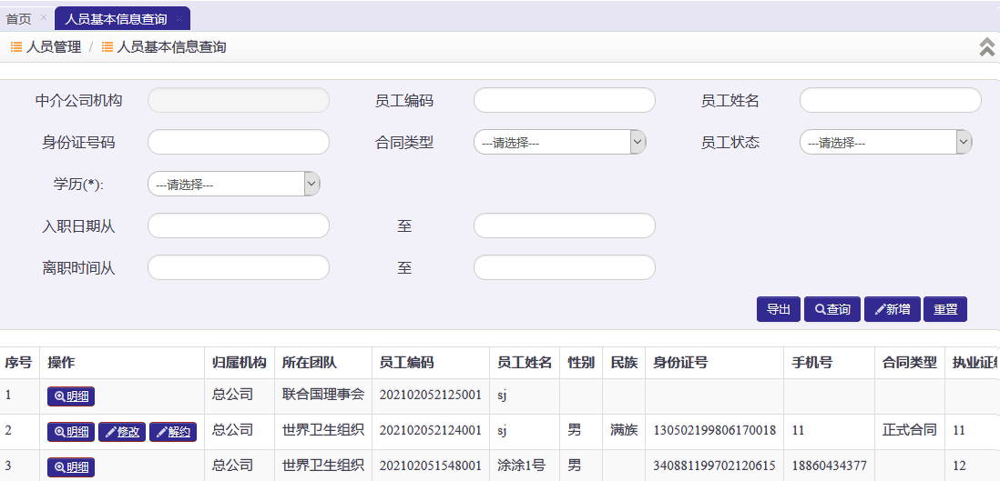 首页 × 人员基本信息查询 ×
人员管理 / 人员基本信息查询
中介公司机构 员工编码 员工姓名
身份证号码 合同类型 ---请选择--- 员工状态 ---请选择---
学历(*): ---请选择---
入职日期从 至
离职时间从 至
导出 查询 新增 重置
序号 操作 归属机构 所在团队 员工编码 员工姓名 性别 民族 身份证号 手机号 合同类型 执业证
1 明细 总公司 联合国理事会 202102052125001 sj
2 明细 修改 解约 总公司 世界卫生组织 202102052124001 sj 男 满族 130502199806170018 11 正式合同 11
3 明细 总公司 世界卫生组织 202102051548001 涂涂1号 男 340881199702120615 18860434377 12